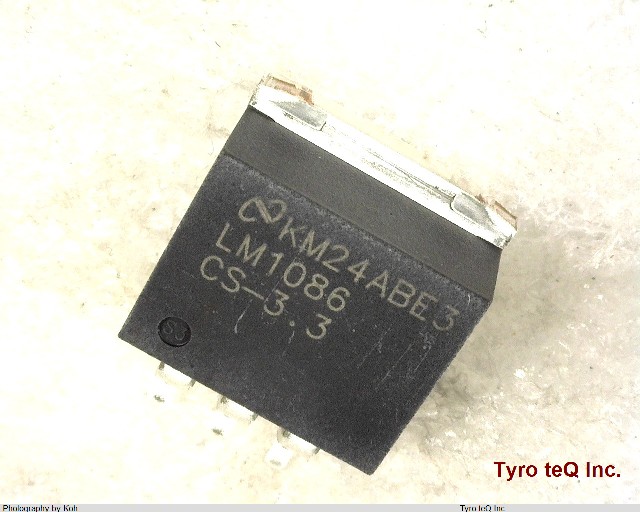 KM24ABE3
LM1086
CS-3.3
Tyro teQ Inc.
Photography by Koh
Tyro teQ Inc